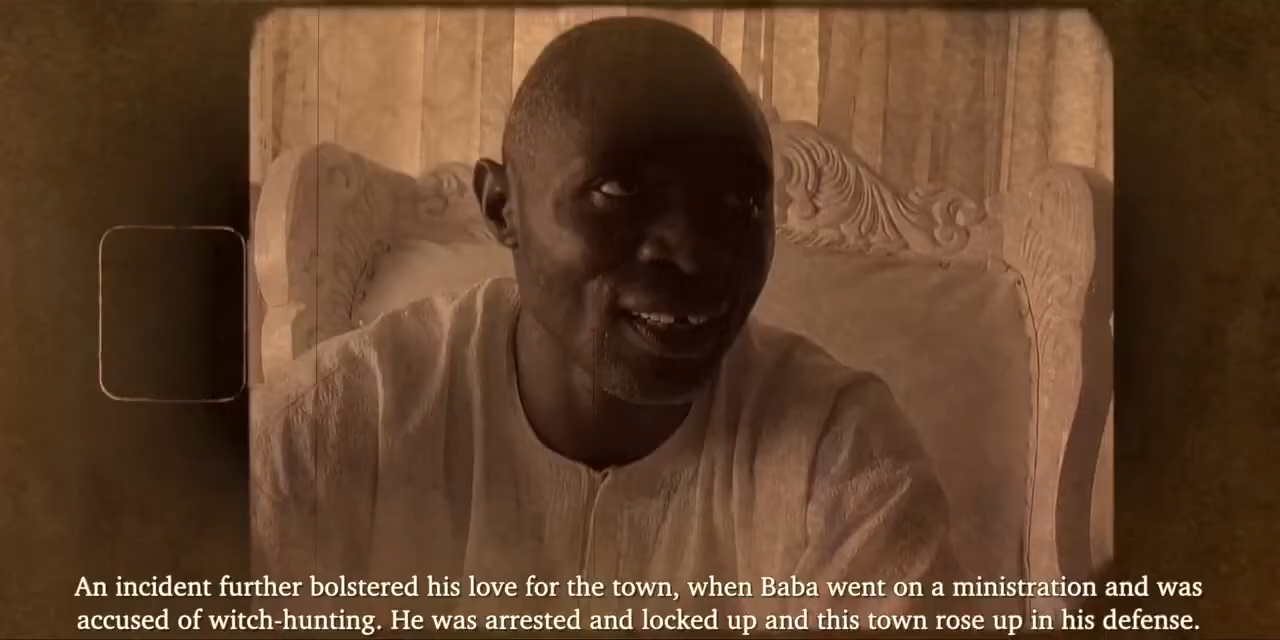 An incident further bolstered his love for the town, when Baba went on a ministration and was
accused of witch-hunting. He was arrested and locked up and this town rose up in his defense.